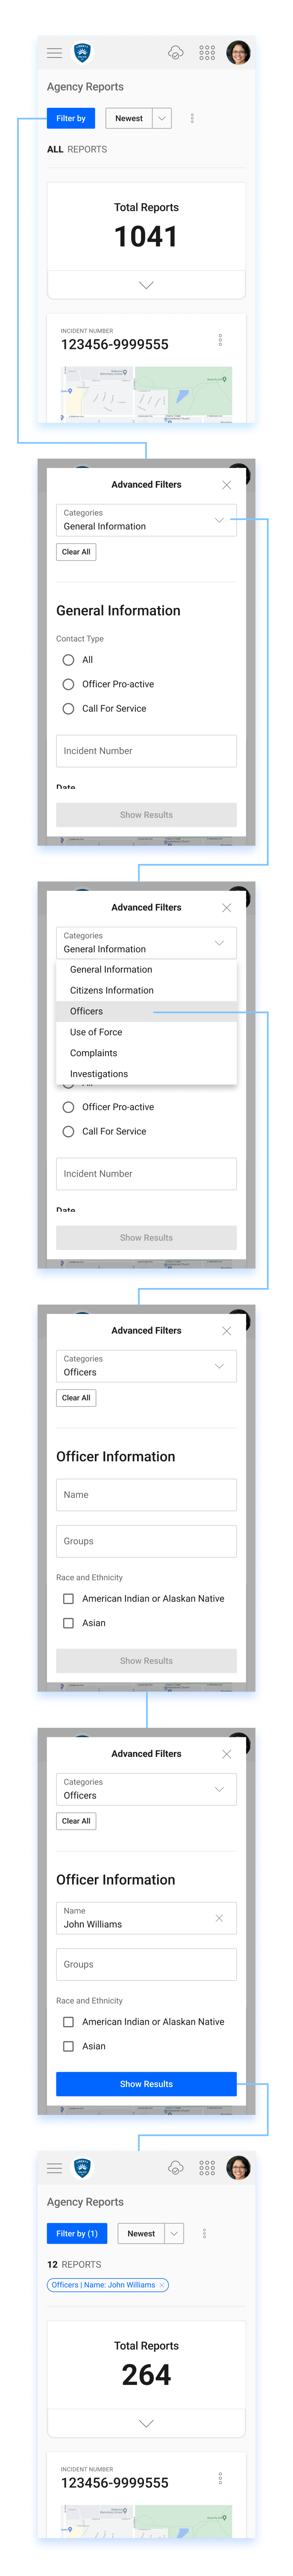 Agency Reports
Filter by
Newest
ALL REPORTS
Total Reports
1041
INCIDENT NUMBER
123456-9999555
Advanced Filters
Categories
General Information
Clear All
General Information
Contact Type
All
Officer Pro-active
Call For Service
Incident Number
Date
Show Results
Advanced Filters
Categories
General Information
General Information
Citizens Information
Officers
Use of Force
Complaints
Investigations
All
Officer Pro-active
Call For Service
Incident Number
Date
Show Results
Advanced Filters
Categories
Officers
Clear All
Officer Information
Name
Groups
Race and Ethnicity
American Indian or Alaskan Native
Asian
Show Results
Advanced Filters
Categories
Officers
Clear All
Officer Information
Name
John Williams
Groups
Race and Ethnicity
American Indian or Alaskan Native
Asian
Show Results
Agency Reports
Filter by (1)
Newest
12 REPORTS
Officers | Name: John Williams
Total Reports
264
INCIDENT NUMBER
123456-9999555